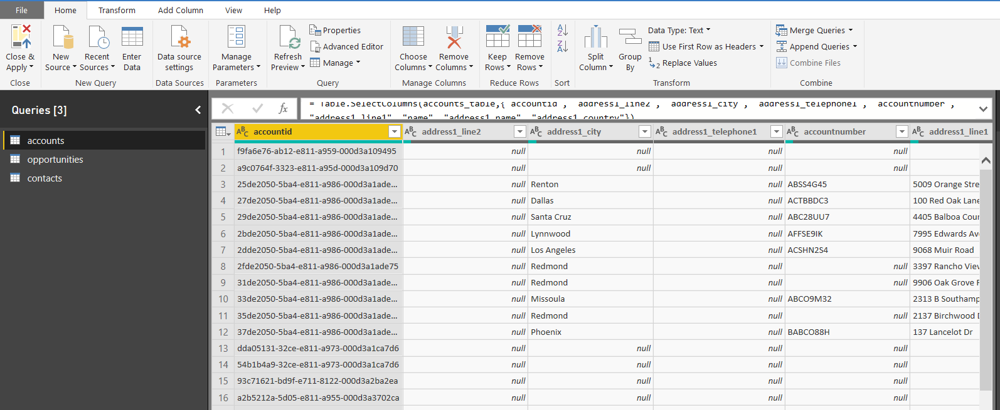 File Home Transform Add Column View Help
Close & Apply
New Source
Recent Sources
Enter Data
Data source settings
Manage Parameters
Refresh Preview
Properties
Advanced Editor
Manage
Choose Columns
Remove Columns
Keep Rows
Remove Rows
Split Column
Group By
Data Type: Text
Use First Row as Headers
Replace Values
Merge Queries
Append Queries
Combine Files
Close New Query Data Sources Parameters Query Manage Columns Reduce Rows Sort Transform Combine
Queries [3]
accounts
opportunities
contacts
fx
= Table.SelectColumns(accounts_table,{"accountid", "address1_line2", "address1_city", "address1_telephone1", "accountnumber",
"address1_line1", "name", "address1_name", "address1_country"})
ABC accountid ABC address1_line2 ABC address1_city ABC address1_telephone1 ABC accountnumber ABC address1_line1
1 f9fa6e76-ab12-e811-a959-000d3a109495 null null null null
2 a9c0764f-3323-e811-a95d-000d3a109d70 null null null null
3 25de2050-5ba4-e811-a986-000d3a1ade... null Renton null ABSS4G45 5009 Orange Stre
4 27de2050-5ba4-e811-a986-000d3a1ade... null Dallas null ACTBBDC3 100 Red Oak Lane
5 29de2050-5ba4-e811-a986-000d3a1ade... null Santa Cruz null ABC28UU7 4405 Balboa Cour
6 2bde2050-5ba4-e811-a986-000d3a1ade... null Lynnwood null AFFSE9IK 7995 Edwards Av
7 2dde2050-5ba4-e811-a986-000d3a1ade... null Los Angeles null ACSHN2S4 9068 Muir Road
8 2fde2050-5ba4-e811-a986-000d3a1ade75 null Redmond null null 3397 Rancho View
9 31de2050-5ba4-e811-a986-000d3a1ade... null Redmond null null 9906 Oak Grove F
10 33de2050-5ba4-e811-a986-000d3a1ade... null Missoula null ABCO9M32 2313 B Southamp
11 35de2050-5ba4-e811-a986-000d3a1ade... null Redmond null null 2137 Birchwood D
12 37de2050-5ba4-e811-a986-000d3a1ade... null Phoenix null BABCO88H 137 Lancelot Dr
13 dda05131-32ce-e811-a973-000d3a1ca7d6 null null null null
14 54b1b4a9-32ce-e811-a973-000d3a1ca7d6 null null null null
15 93c71621-bd9f-e711-8122-000d3a2ba2ea null null null null
16 a2b5212a-5d05-e811-a955-000d3a3702ca null null null null